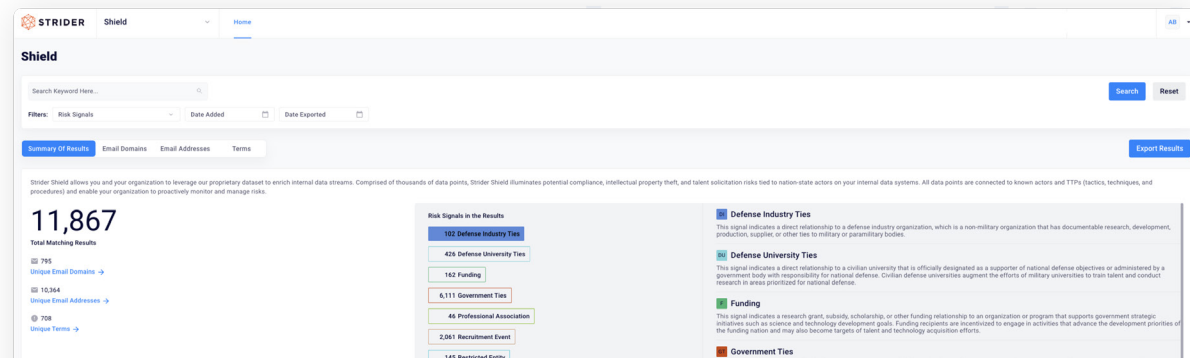 STRIDER
Shield
Home
AB
Shield
Search Keyword Here...
Search
Reset
Filters:
Risk Signals
Date Added
Date Exported
Summary Of Results
Email Domains
Email Addresses
Terms
Export Results
Strider Shield allows you and your organization to leverage our proprietary dataset to enrich internal data streams. Comprised of thousands of data points, Strider Shield illuminates potential compliance, intellectual property theft, and talent solicitation risks tied to nation-state actors on your internal data systems. All data points are connected to known actors and TTPs (tactics, techniques, and
procedures) and enable your organization to proactively monitor and manage risks.
11,867
Total Matching Results
795
Unique Email Domains →
10,364
Unique Email Addresses →
708
Unique Terms →
Risk Signals in the Results
102 Defense Industry Ties
426 Defense University Ties
162 Funding
6,111 Government Ties
46 Professional Association
2,061 Recruitment Event
145 Restricted Entity
DI Defense Industry Ties
This signal indicates a direct relationship to a defense industry organization, which is a non-military organization that has documentable research, development,
production, supplier, or other ties to military or paramilitary bodies.
DU Defense University Ties
This signal indicates a direct relationship to a civilian university that is officially designated as a supporter of national defense objectives or administered by a
government body with responsibility for national defense. Civilian defense universities augment the efforts of military universities to train talent and conduct
research in areas prioritized for national defense.
F Funding
This signal indicates a research grant, subsidy, scholarship, or other funding relationship to an organization or program that supports government strategic
initiatives such as science and technology development goals. Funding recipients are incentivized to engage in activities that advance the development priorities of
the funding nation and may also become targets of talent and technology acquisition efforts.
GT Government Ties